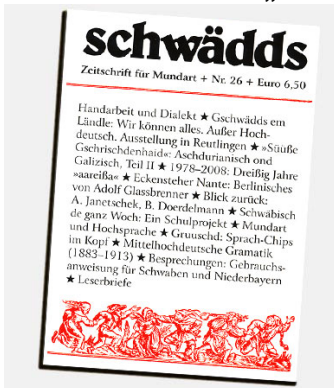 schwädds
Zeitschrift für Mundart + Nr. 26 + Euro 6,50
Handarbeit und Dialekt ★ Gschwädds em
Ländle: Wir können alles. Außer Hoch-
deutsch. Ausstellung in Reutlingen ★ »Süüße
Gschrischdenhaid«: Aschdurianisch ond
Galizisch, Teil II ★ 1978–2008: Dreißig Jahre
»aareißa« ★ Eckensteher Nante: Berlinisches
von Adolf Glassbrenner ★ Blick zurück:
A. Janetschek, B. Doerdelmann ★ Schwäbisch
de ganz Woch: Ein Schulprojekt ★ Mundart
und Hochsprache ★ Gruuschd: Sprach-Chips
im Kopf ★ Mittelhochdeutsche Gramatik
(1883–1913) ★ Besprechungen: Gebrauchs-
anweisung für Schwaben und Niederbayern
★ Leserbriefe